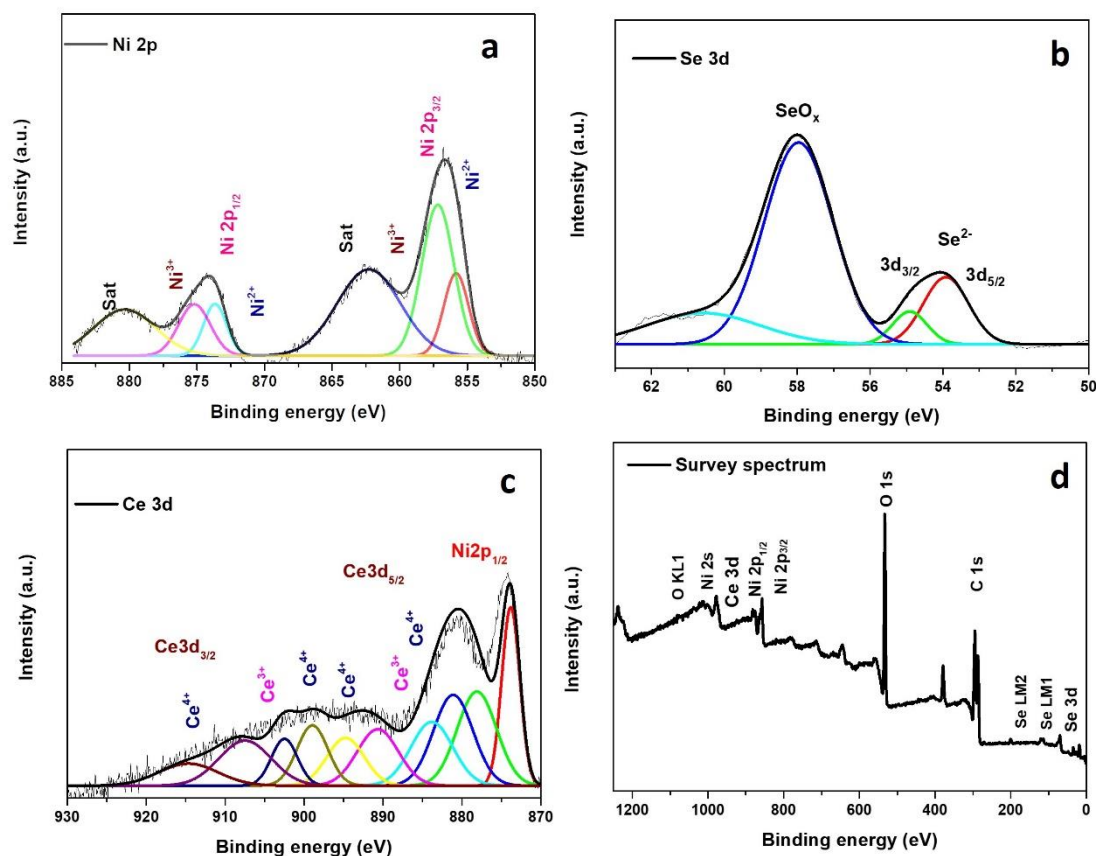 Ni 2p
a
Intensity (a.u.)
Sat
Ni³⁺
Ni 2p₁/₂
Ni²⁺
Sat
Ni³⁺
Ni 2p₃/₂
Ni²⁺
885 880 875 870 865 860 855 850
Binding energy (eV)
Se 3d
b
Intensity (a.u.)
SeOₓ
Se²⁻
3d₃/₂
3d₅/₂
62 60 58 56 54 52 50
Binding energy (eV)
Ce 3d
c
Intensity (a.u.)
Ni2p₁/₂
Ce3d₅/₂
Ce3d₃/₂
Ce⁴⁺
Ce³⁺
Ce⁴⁺
Ce⁴⁺
Ce³⁺
Ce⁴⁺
930 920 910 900 890 880 870
Binding energy (eV)
Survey spectrum
d
Intensity (a.u.)
O KL1
Ni 2s
Ce 3d
Ni 2p₁/₂
Ni 2p₃/₂
O 1s
C 1s
Se LM2
Se LM1
Se 3d
1200 1000 800 600 400 200 0
Binding energy (eV)